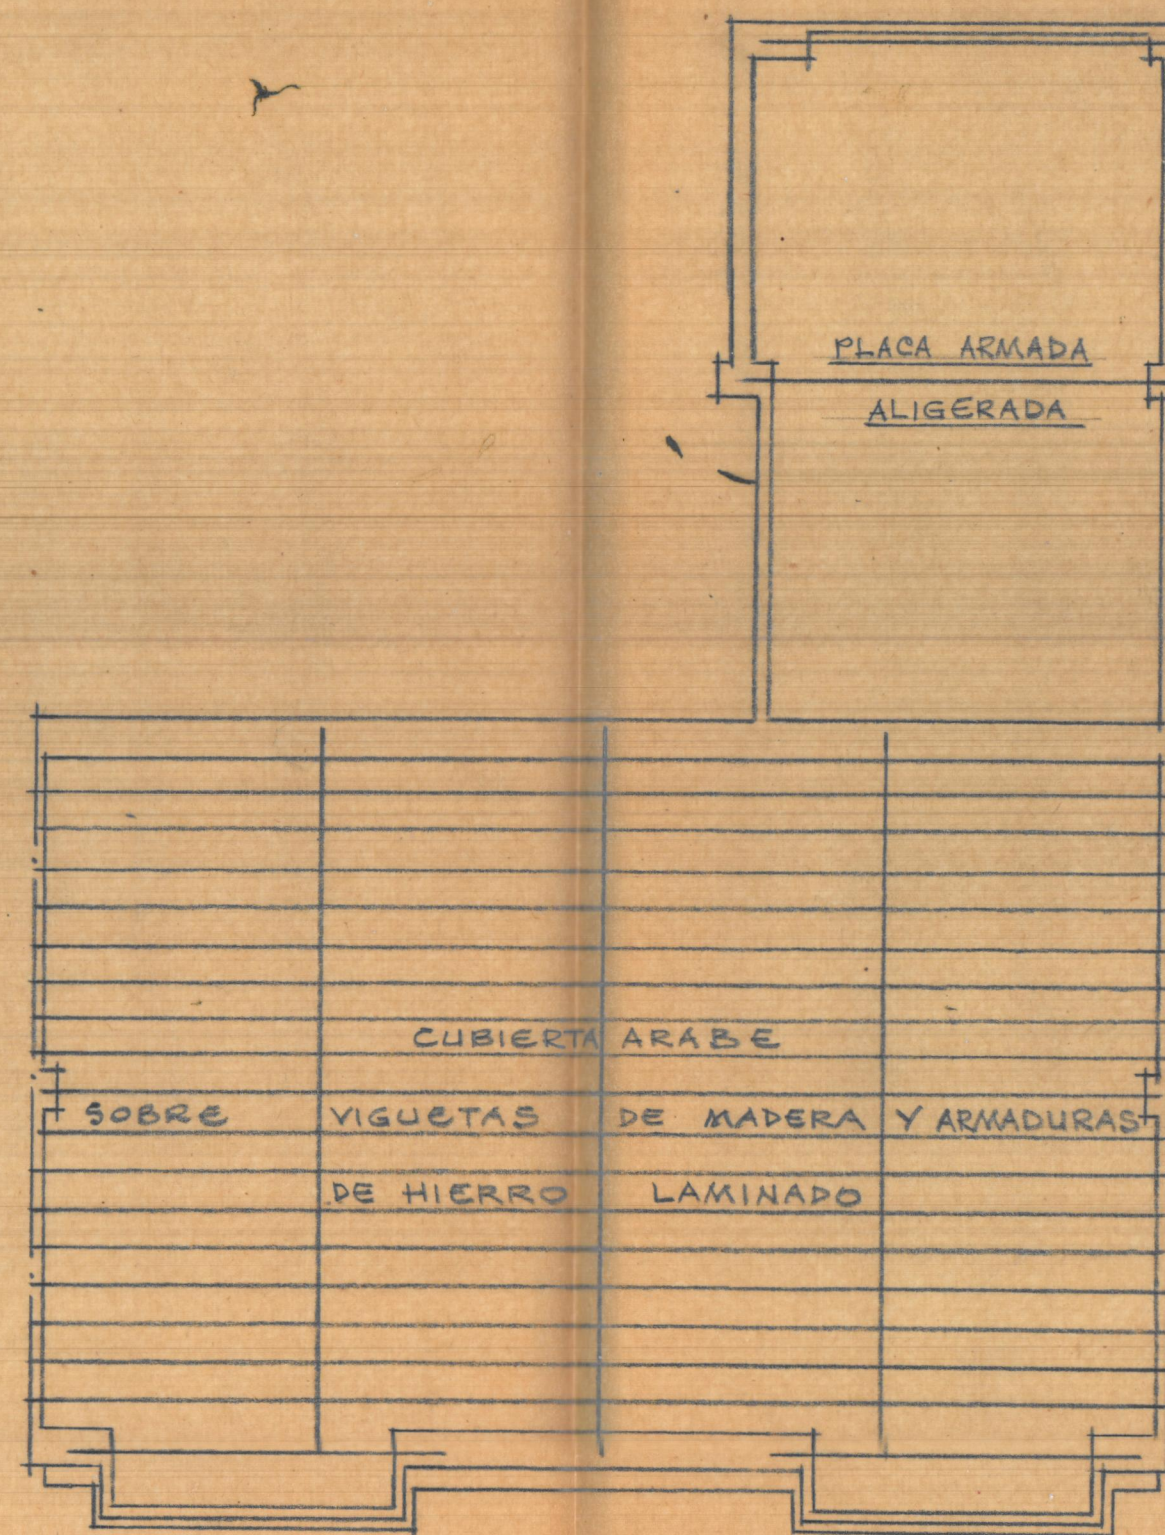 PLACA ARMADA
ALIGERADA
CUBIERTA ARABE
SOBRE VIGUETAS DE MADERA Y ARMADURAS
DE HIERRO LAMINADO